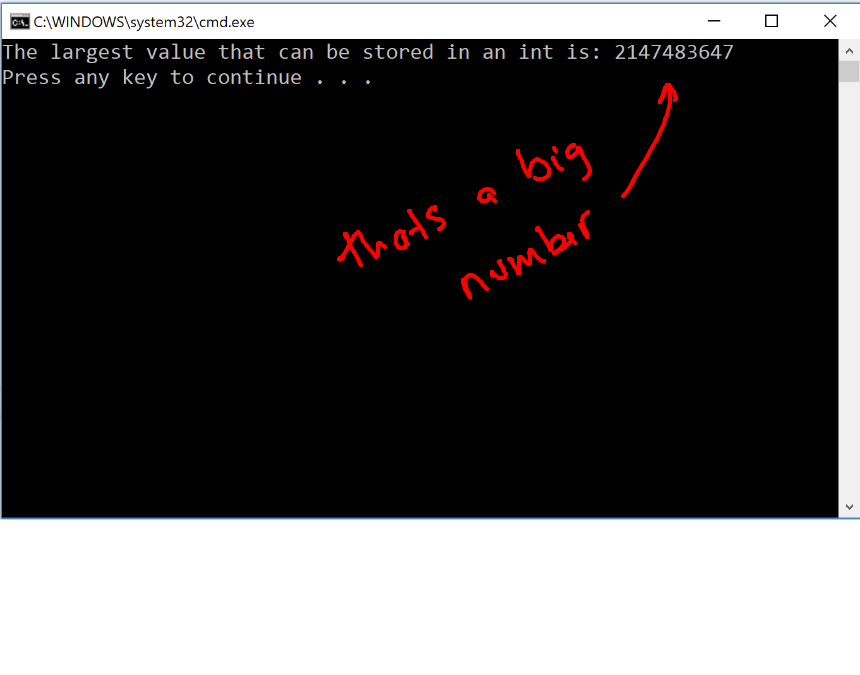 C:\WINDOWS\system32\cmd.exe
The largest value that can be stored in an int is: 2147483647
Press any key to continue . . .
thats a big
number